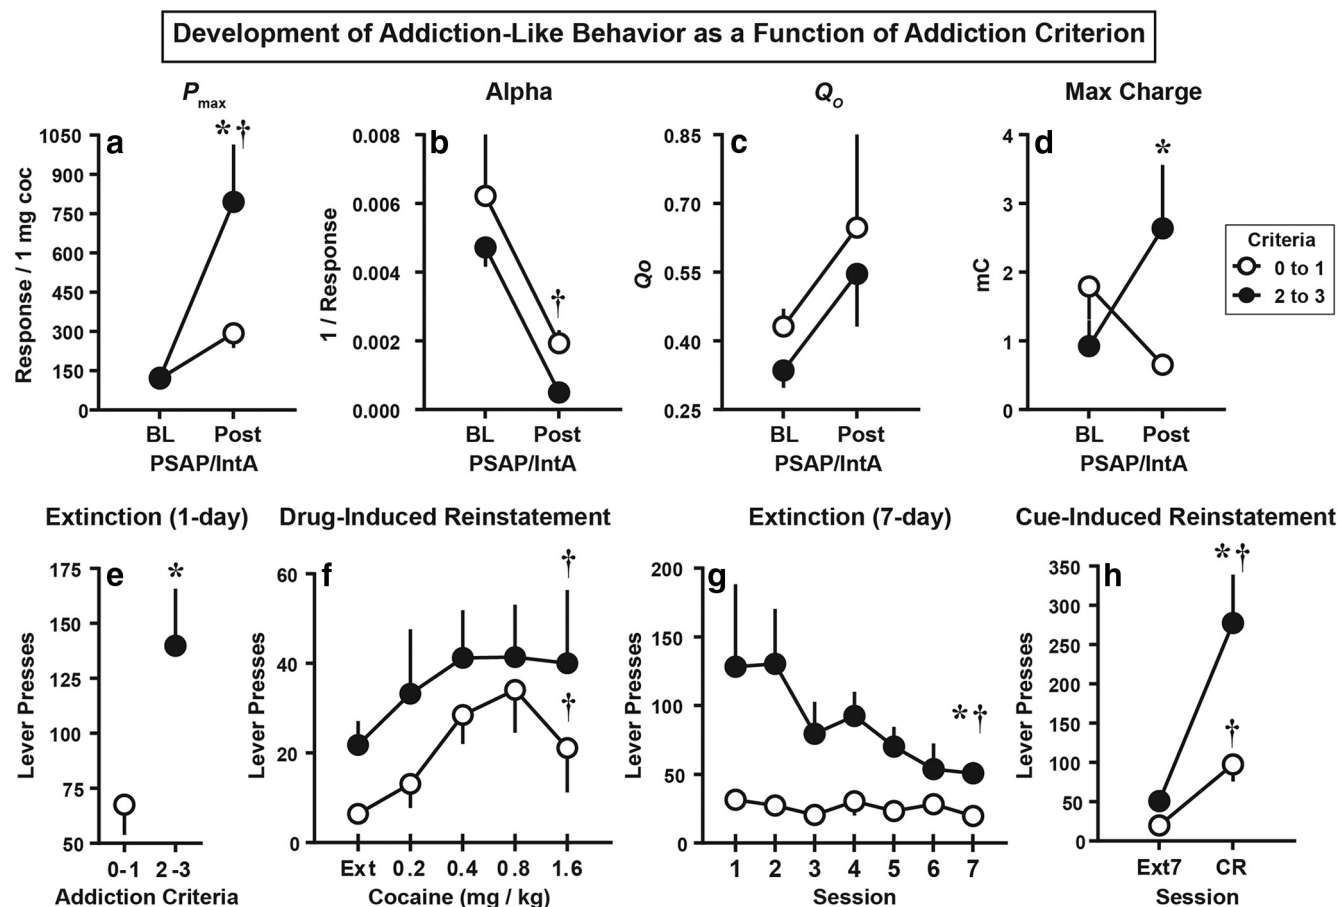 Development of Addiction-Like Behavior as a Function of Addiction Criterion
Pmax
Response / 1 mg coc
a
1050
900
750
600
450
300
150
0
*†
BL Post
PSAP/IntA
Alpha
1 / Response
b
0.008
0.006
0.004
0.002
0.000
†
BL Post
PSAP/IntA
QO
Qo
c
0.85
0.70
0.55
0.40
0.25
BL Post
PSAP/IntA
Max Charge
mC
d
4
3
2
1
0
*
BL Post
PSAP/IntA
Criteria
0 to 1
2 to 3
Extinction (1-day)
Lever Presses
e
175
150
125
100
75
50
*
0-1 2-3
Addiction Criteria
Drug-Induced Reinstatement
Lever Presses
f
60
40
20
0
†
†
Ext 0.2 0.4 0.8 1.6
Cocaine (mg / kg)
Extinction (7-day)
Lever Presses
g
200
150
100
50
0
*†
1 2 3 4 5 6 7
Session
Cue-Induced Reinstatement
Lever Presses
h
350
300
250
200
150
100
50
0
*†
†
Ext7 CR
Session